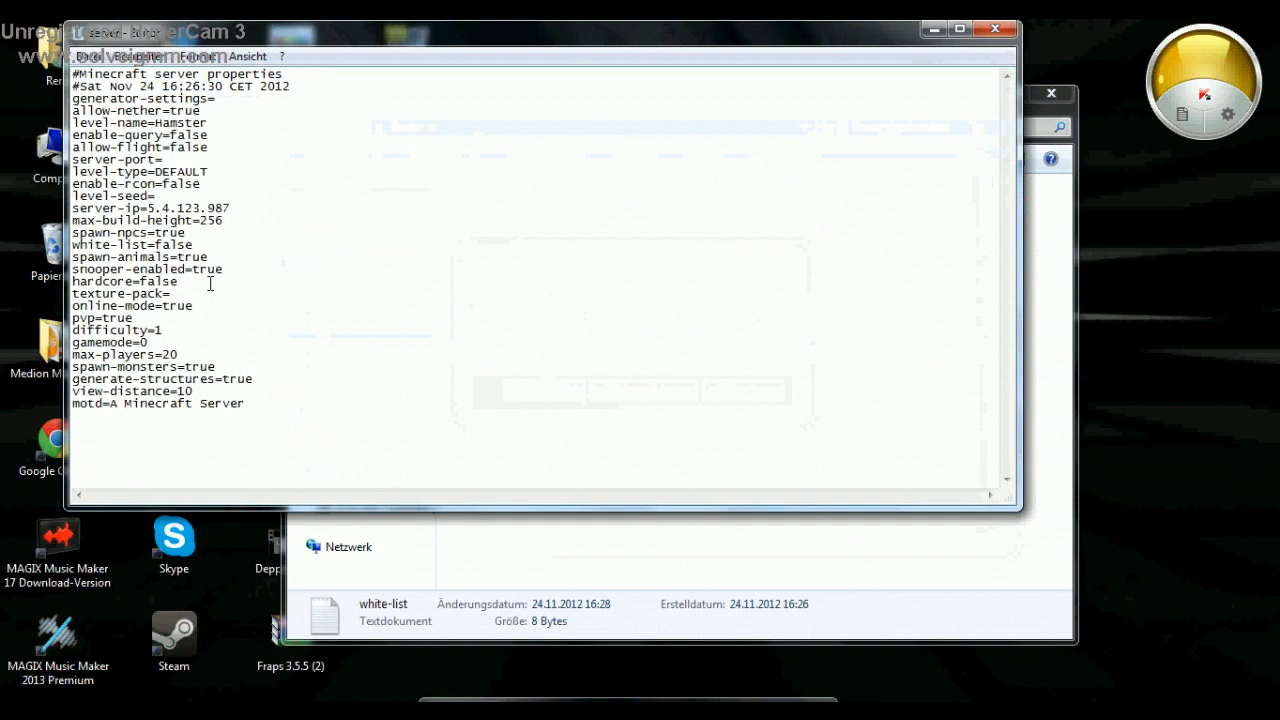 server - Editor
Ansicht ?
#Minecraft server properties
#Sat Nov 24 16:26:30 CET 2012
generator-settings=
allow-nether=true
level-name=Hamster
enable-query=false
allow-flight=false
server-port=
level-type=DEFAULT
enable-rcon=false
level-seed=
server-ip=5.4.123.987
max-build-height=256
spawn-npcs=true
white-list=false
spawn-animals=true
snooper-enabled=true
hardcore=false
texture-pack=
online-mode=true
pvp=true
difficulty=1
gamemode=0
max-players=20
spawn-monsters=true
generate-structures=true
view-distance=10
motd=A Minecraft Server
Comp
Papier
Medion M
Google C
MAGIX Music Maker
17 Download-Version
Skype
Depp
MAGIX Music Maker
2013 Premium
Steam
Fraps 3.5.5 (2)
Netzwerk
white-list
Textdokument
Änderungsdatum: 24.11.2012 16:28
Größe: 8 Bytes
Erstelldatum: 24.11.2012 16:26